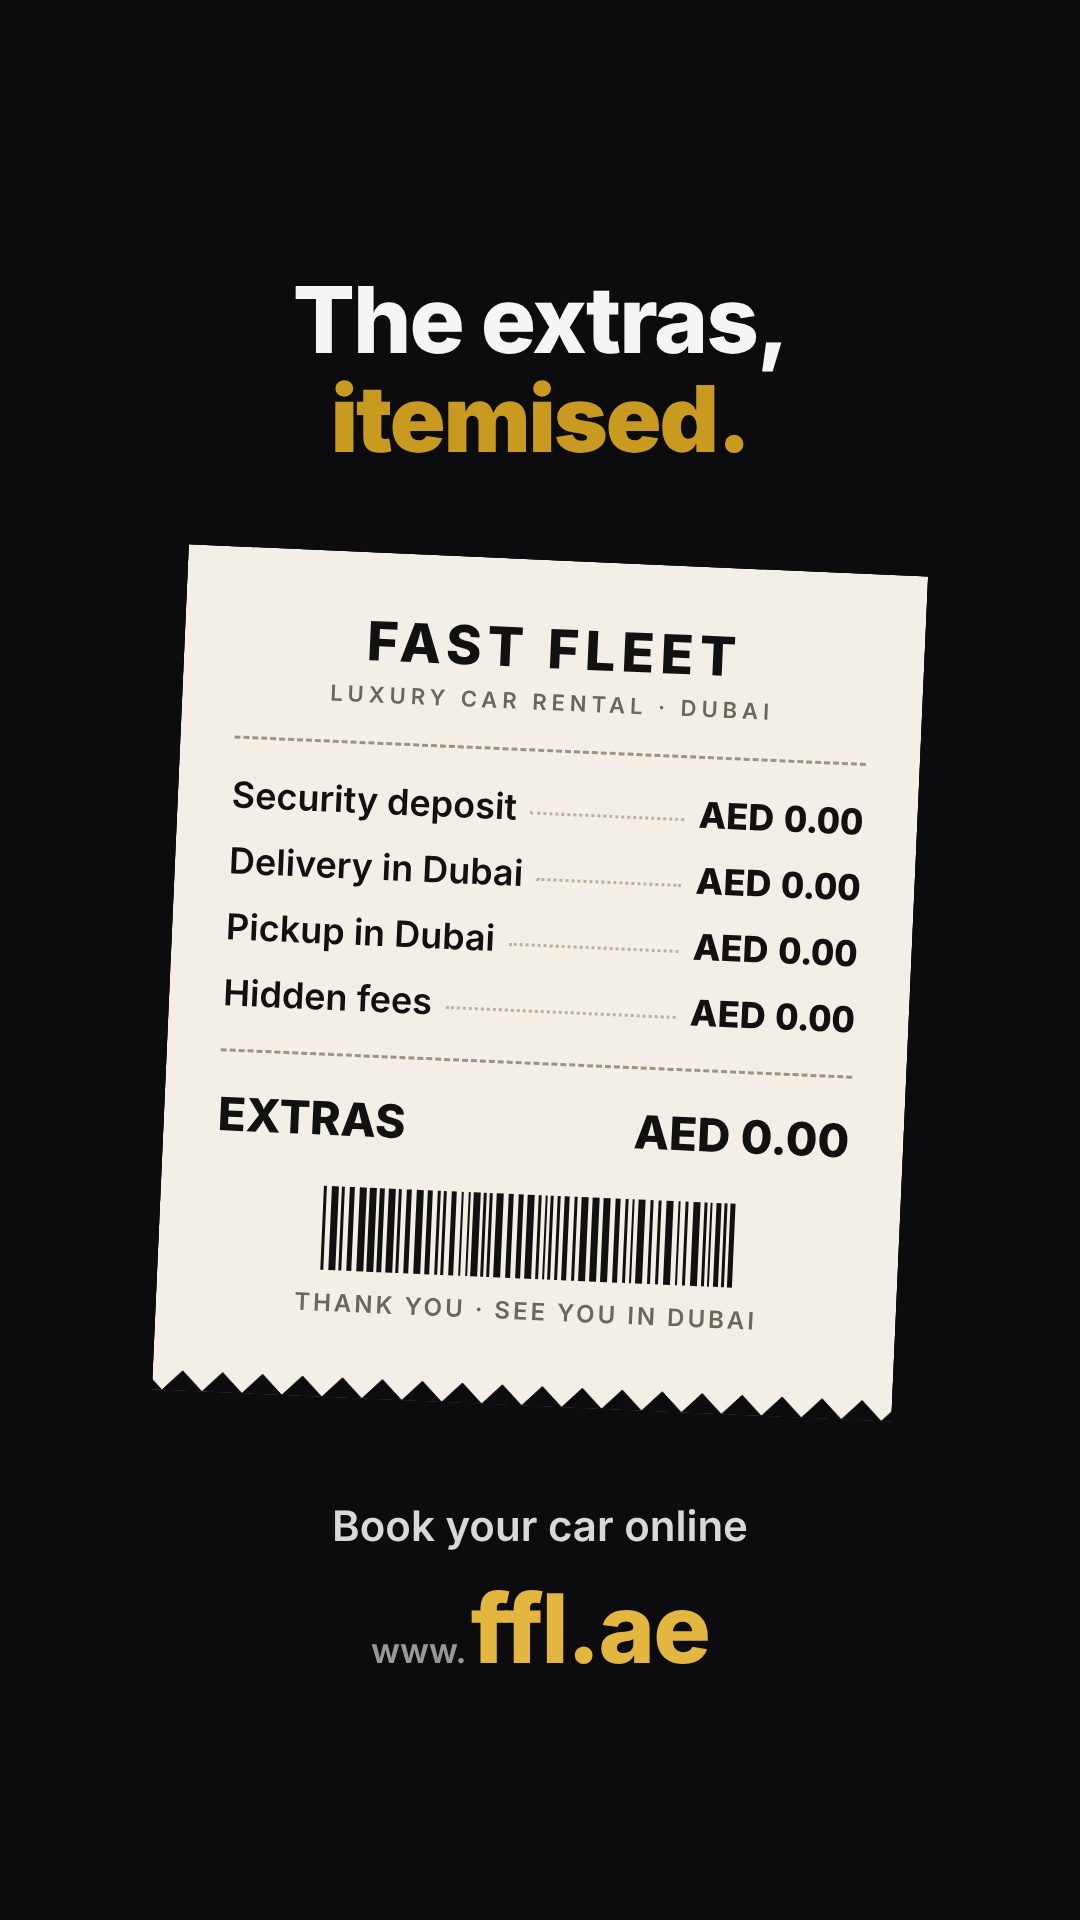 The extras,
itemised.
FAST FLEET
LUXURY CAR RENTAL · DUBAI
Security deposit AED 0.00
Delivery in Dubai AED 0.00
Pickup in Dubai AED 0.00
Hidden fees AED 0.00
EXTRAS AED 0.00
THANK YOU · SEE YOU IN DUBAI
Book your car online
www.ffl.ae